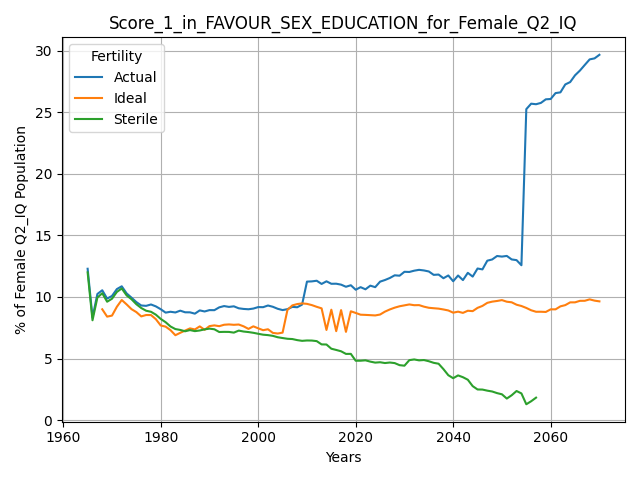 Score_1_in_FAVOUR_SEX_EDUCATION_for_Female_Q2_IQ
Fertility
Actual
Ideal
Sterile
% of Female Q2_IQ Population
30
25
20
15
10
5
0
1960
1980
2000
2020
2040
2060
Years